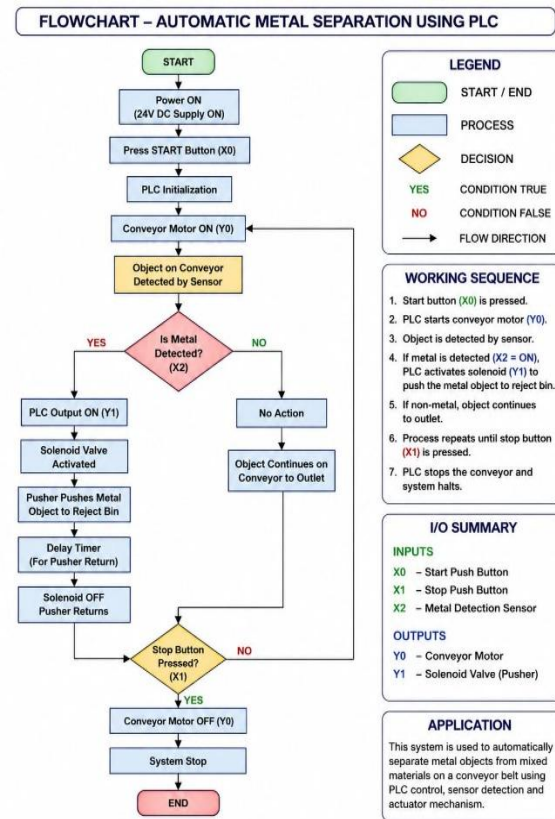 FLOWCHART – AUTOMATIC METAL SEPARATION USING PLC
START
Power ON
(24V DC Supply ON)
Press START Button (X0)
PLC Initialization
Conveyor Motor ON (Y0)
Object on Conveyor
Detected by Sensor
YES
Is Metal
Detected?
(X2)
NO
PLC Output ON (Y1)
Solenoid Valve
Activated
Pusher Pushes Metal
Object to Reject Bin
Delay Timer
(For Pusher Return)
Solenoid OFF
Pusher Returns
No Action
Object Continues on
Conveyor to Outlet
Stop Button
Pressed?
(X1)
NO
YES
Conveyor Motor OFF (Y0)
System Stop
END
LEGEND
START / END
PROCESS
DECISION
YES CONDITION TRUE
NO CONDITION FALSE
FLOW DIRECTION
WORKING SEQUENCE
1. Start button (X0) is pressed.
2. PLC starts conveyor motor (Y0).
3. Object is detected by sensor.
4. If metal is detected (X2 = ON),
PLC activates solenoid (Y1) to
push the metal object to reject bin.
5. If non-metal, object continues
to outlet.
6. Process repeats until stop button
(X1) is pressed.
7. PLC stops the conveyor and
system halts.
I/O SUMMARY
INPUTS
X0 – Start Push Button
X1 – Stop Push Button
X2 – Metal Detection Sensor
OUTPUTS
Y0 – Conveyor Motor
Y1 – Solenoid Valve (Pusher)
APPLICATION
This system is used to automatically
separate metal objects from mixed
materials on a conveyor belt using
PLC control, sensor detection and
actuator mechanism.